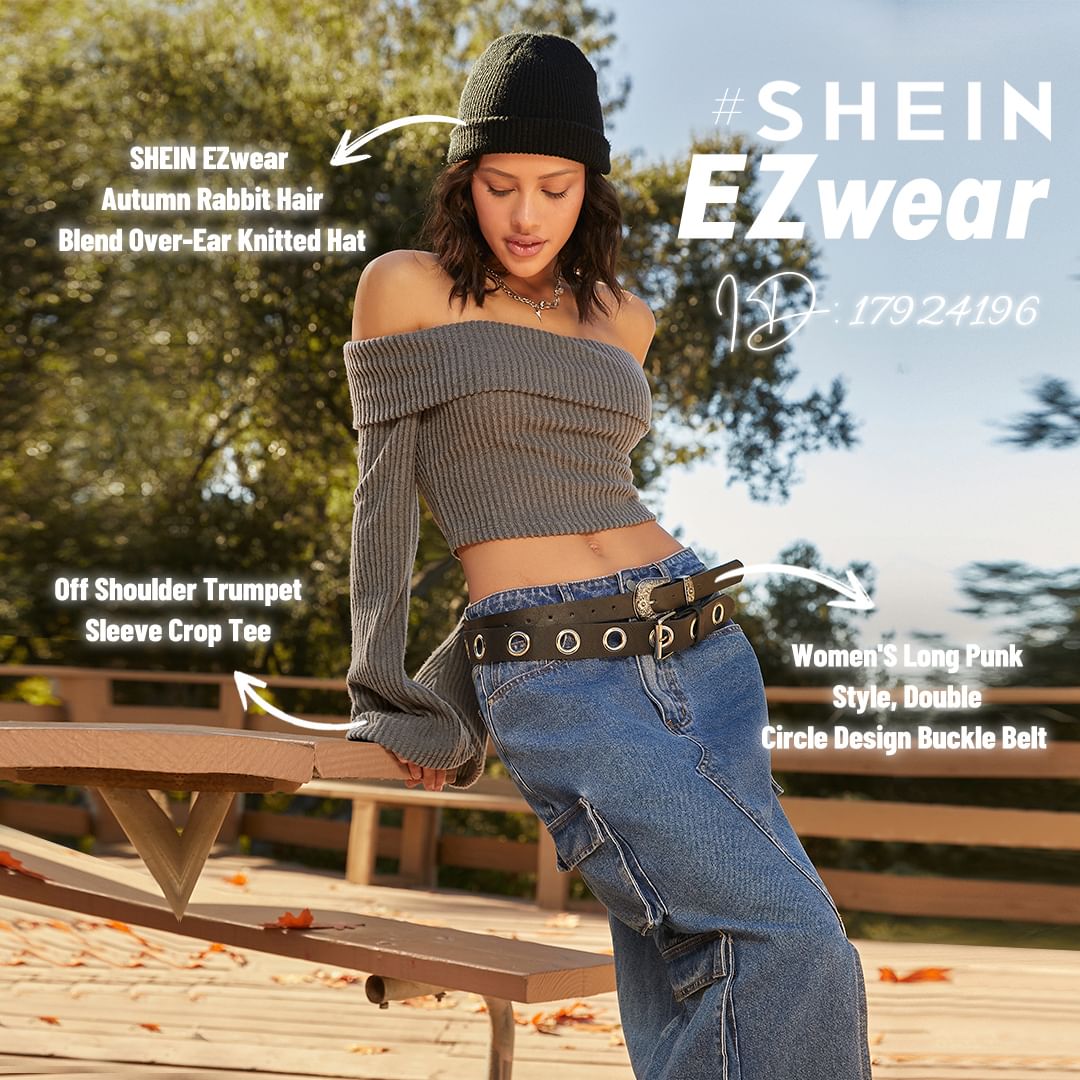 #SHEIN
EZwear
ID: 17924196
SHEIN EZwear
Autumn Rabbit Hair
Blend Over-Ear Knitted Hat
Off Shoulder Trumpet
Sleeve Crop Tee
Women'S Long Punk
Style, Double
Circle Design Buckle Belt